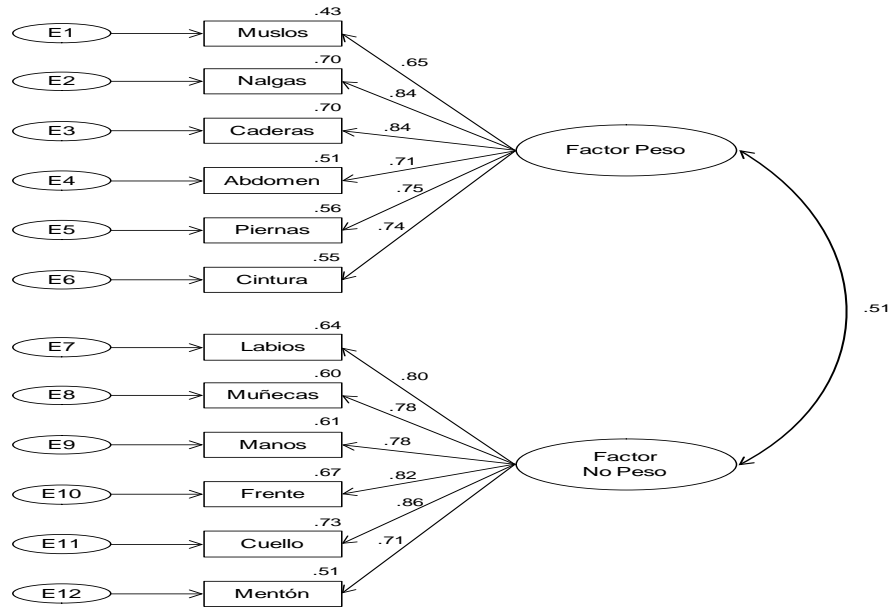 .43
E1
Muslos
.65
.70
E2
Nalgas
.84
.70
E3
Caderas
.84
Factor Peso
.51
E4
Abdomen
.71
.56
E5
Piernas
.75
.55
E6
Cintura
.74
.51
.64
E7
Labios
.80
.60
E8
Muñecas
.78
.61
E9
Manos
.78
Factor
No Peso
.67
E10
Frente
.82
.73
E11
Cuello
.86
.51
E12
Mentón
.71